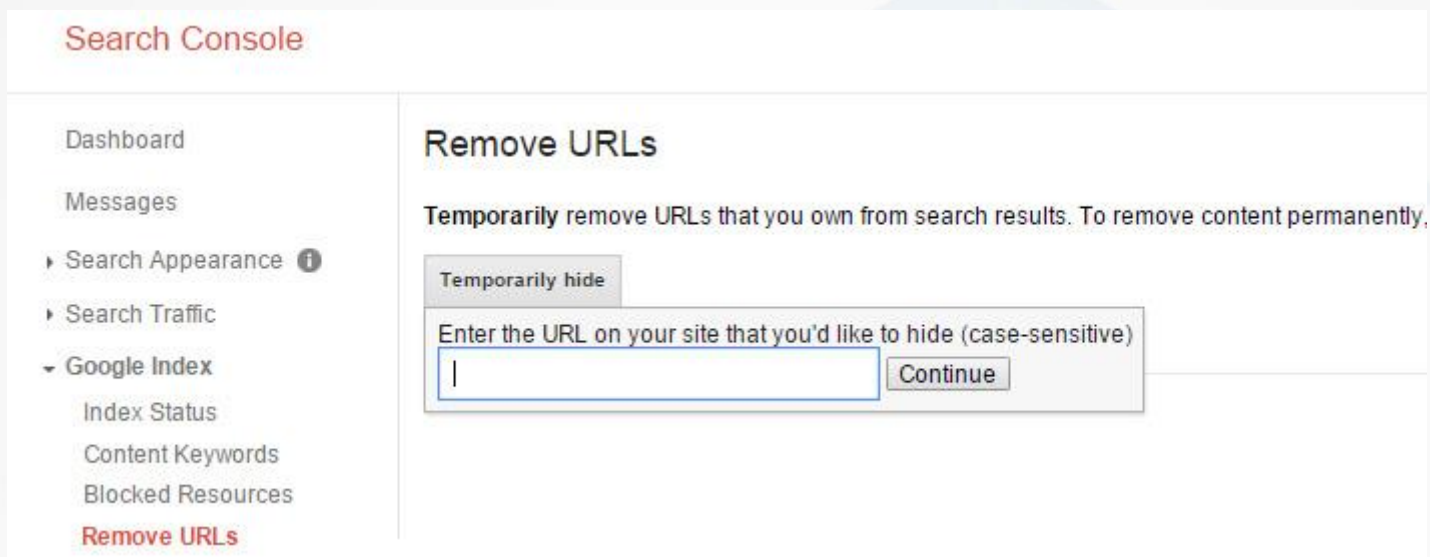 Search Console
Dashboard
Messages
Search Appearance
Search Traffic
Google Index
Index Status
Content Keywords
Blocked Resources
Remove URLs
Remove URLs
Temporarily remove URLs that you own from search results. To remove content permanently,
Temporarily hide
Enter the URL on your site that you'd like to hide (case-sensitive)
Continue